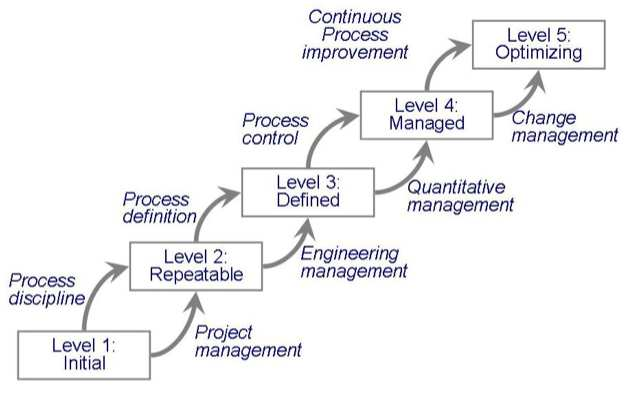 Continuous
Process
improvement
Level 5:
Optimizing
Process
control
Level 4:
Managed
Change
management
Process
definition
Level 3:
Defined
Quantitative
management
Process
discipline
Level 2:
Repeatable
Engineering
management
Level 1:
Initial
Project
management